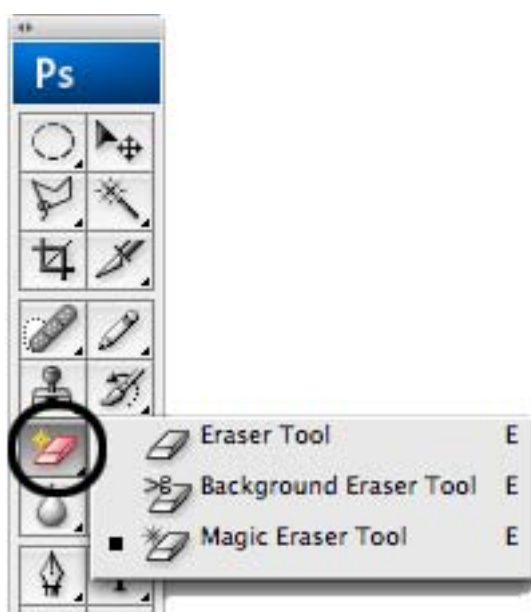 Ps
Eraser Tool E
Background Eraser Tool E
Magic Eraser Tool E